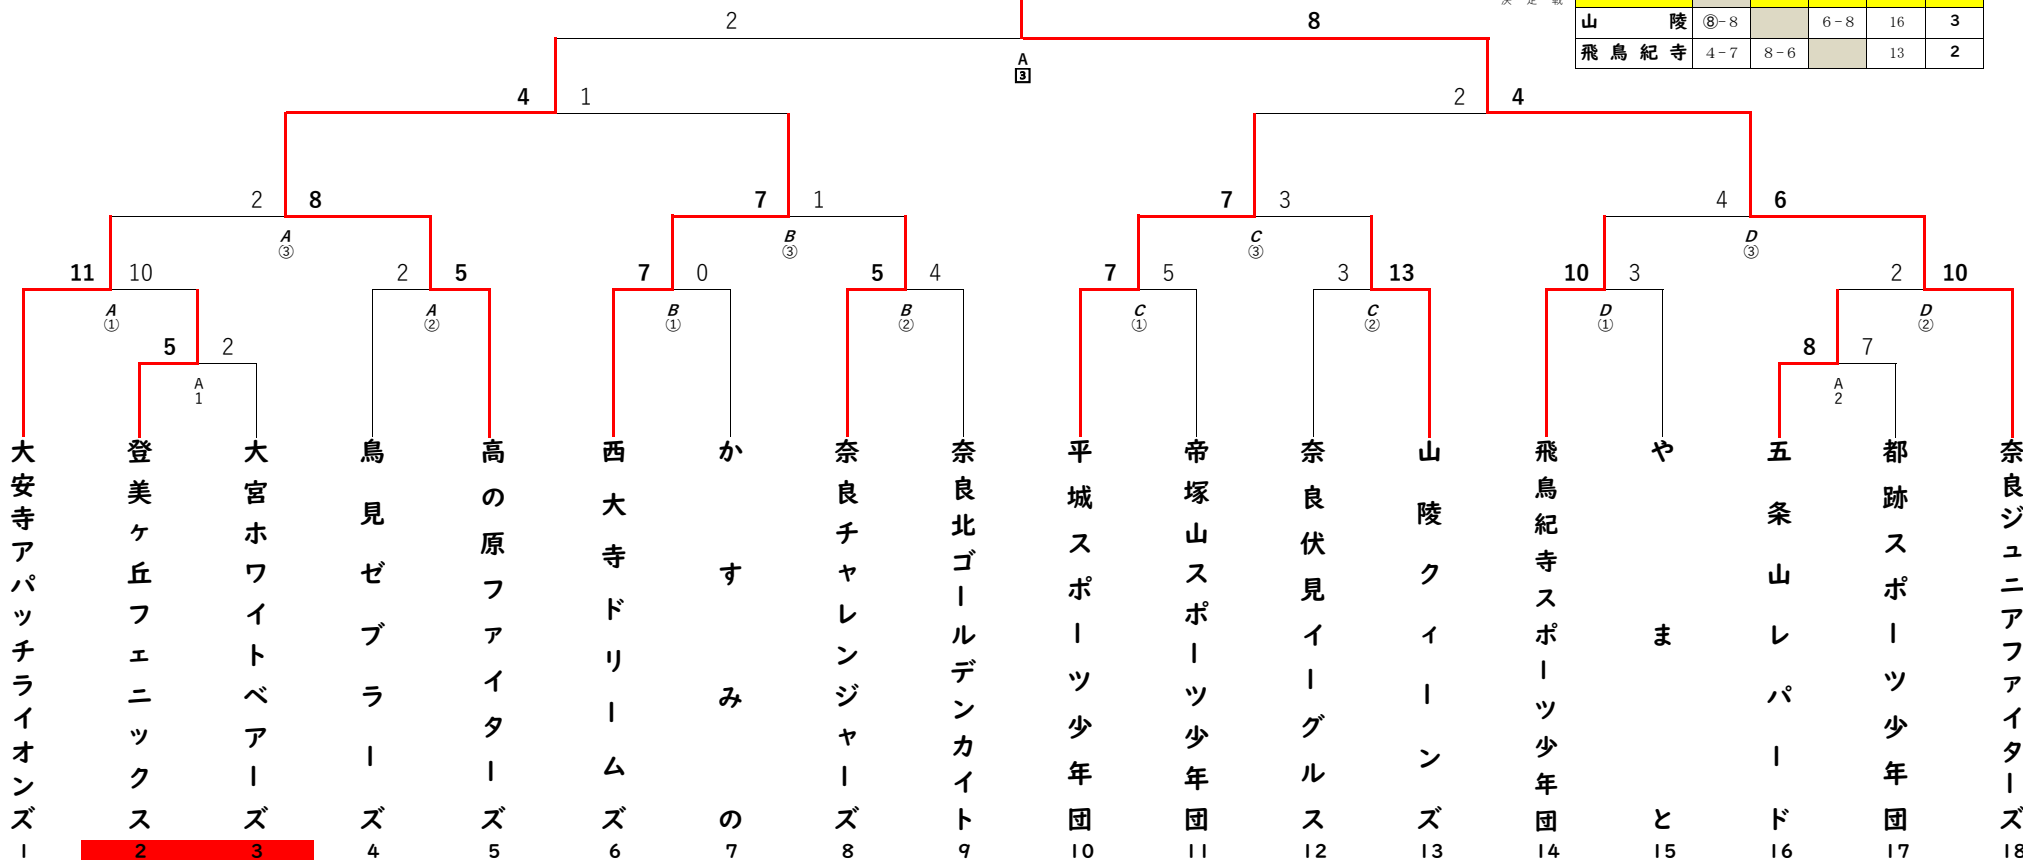 決 定 戦
山 陵 ⑧-8 6-8 16 3
飛鳥紀寺 4-7 8-6 13 2
2 8
A
3
4 1 2 4
2 8 7 1 7 3 4 6
A B C D
③ ③ ③ ③
11 10 2 5 7 0 5 4 7 5 3 13 10 3 2 10
A A B B C C D D
① ② ① ② ① ② ① ②
5 2 8 7
A A
1 2
大安寺アパッチライオンズ
登美ヶ丘フェニックス
大宮ホワイトベアーズ
鳥見ゼブラーズ
高の原ファイターズ
西大寺ドリームズ
かすみの
奈良チャレンジャーズ
奈良北ゴールデンカイト
平城スポーツ少年団
帝塚山スポーツ少年団
奈良伏見イーグルス
山陵クィーンズ
飛鳥紀寺スポーツ少年団
やまと
五条山レパード
都跡スポーツ少年団
奈良ジュニアファイターズ
1 2 3 4 5 6 7 8 9 10 11 12 13 14 15 16 17 18